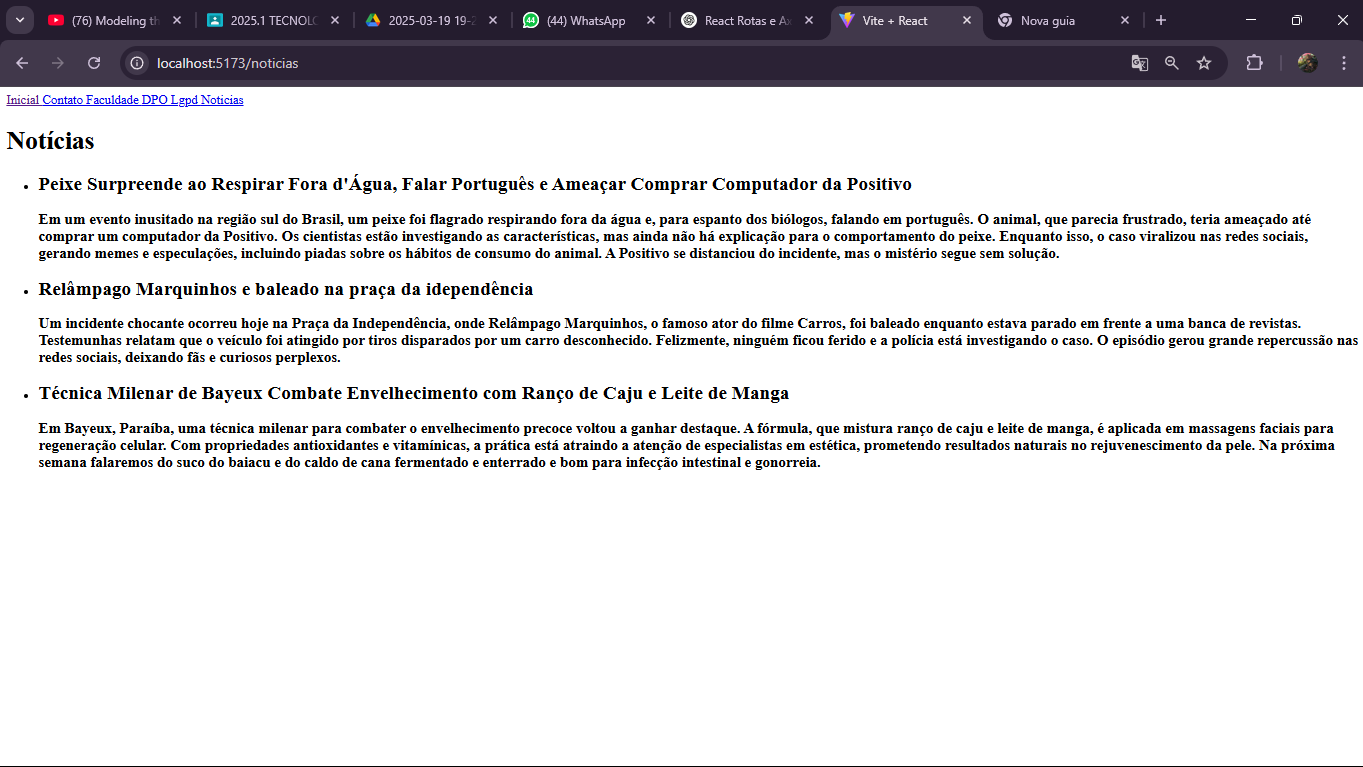 (76) Modeling th
2025.1 TECNOLO
2025-03-19 19-2
44
(44) WhatsApp
React Rotas e Ax
Vite + React
Nova guia
localhost:5173/noticias
Inicial Contato Faculdade DPO Lgpd Noticias
Notícias
Peixe Surpreende ao Respirar Fora d'Água, Falar Português e Ameaçar Comprar Computador da Positivo
Em um evento inusitado na região sul do Brasil, um peixe foi flagrado respirando fora da água e, para espanto dos biólogos, falando em português. O animal, que parecia frustrado, teria ameaçado até
comprar um computador da Positivo. Os cientistas estão investigando as características, mas ainda não há explicação para o comportamento do peixe. Enquanto isso, o caso viralizou nas redes sociais,
gerando memes e especulações, incluindo piadas sobre os hábitos de consumo do animal. A Positivo se distanciou do incidente, mas o mistério segue sem solução.
Relâmpago Marquinhos e baleado na praça da idependência
Um incidente chocante ocorreu hoje na Praça da Independência, onde Relâmpago Marquinhos, o famoso ator do filme Carros, foi baleado enquanto estava parado em frente a uma banca de revistas.
Testemunhas relatam que o veículo foi atingido por tiros disparados por um carro desconhecido. Felizmente, ninguém ficou ferido e a polícia está investigando o caso. O episódio gerou grande repercussão nas
redes sociais, deixando fãs e curiosos perplexos.
Técnica Milenar de Bayeux Combate Envelhecimento com Ranço de Caju e Leite de Manga
Em Bayeux, Paraíba, uma técnica milenar para combater o envelhecimento precoce voltou a ganhar destaque. A fórmula, que mistura ranço de caju e leite de manga, é aplicada em massagens faciais para
regeneração celular. Com propriedades antioxidantes e vitamínicas, a prática está atraindo a atenção de especialistas em estética, prometendo resultados naturais no rejuvenescimento da pele. Na próxima
semana falaremos do suco do baiacu e do caldo de cana fermentado e enterrado e bom para infecção intestinal e gonorreia.